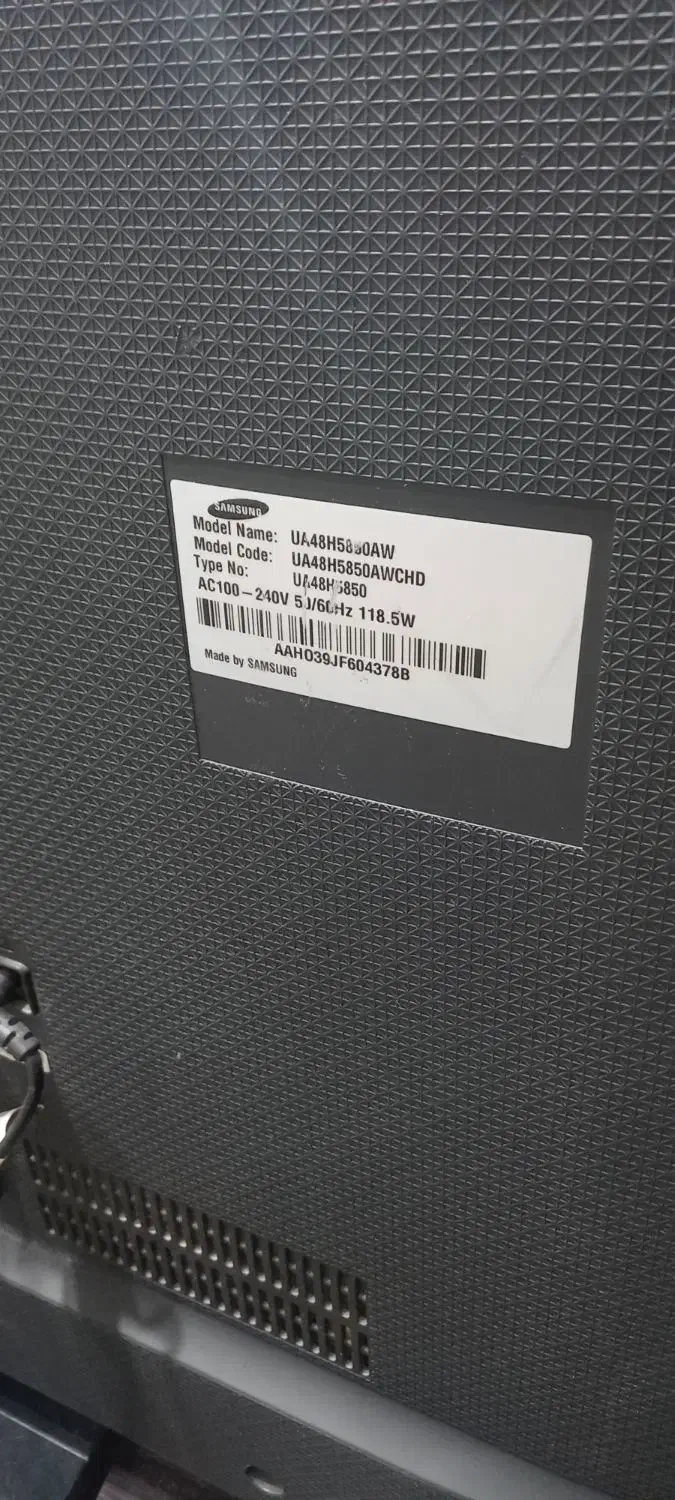 SAMSUNG
Model Name: UA48H5850AW
Model Code: UA48H5850AWCHD
Type No: UA48H5850
AC100-240V 50/60Hz 118.5W
AAHO39JF604378B
Made by SAMSUNG